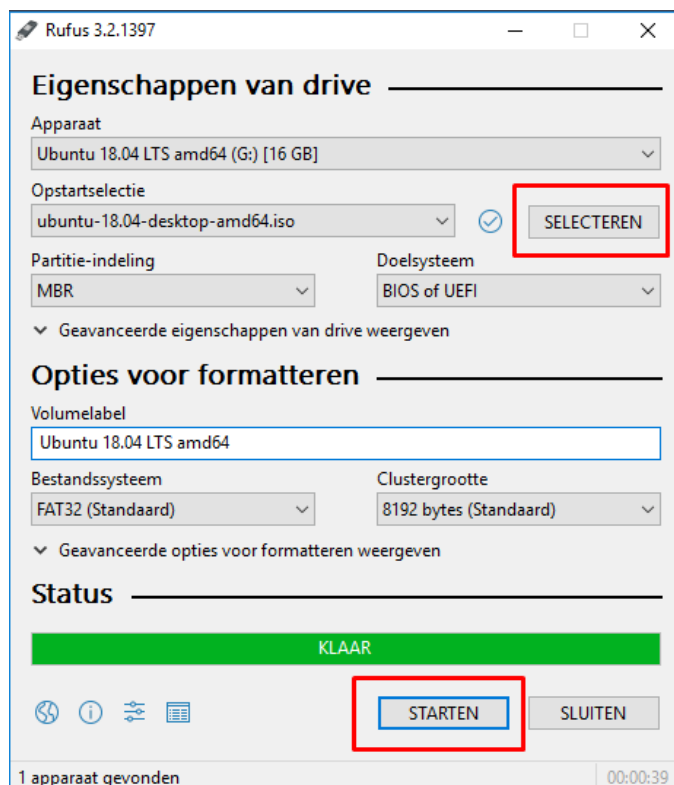 Rufus 3.2.1397
Eigenschappen van drive
Apparaat
Ubuntu 18.04 LTS amd64 (G:) [16 GB]
Opstartselectie
ubuntu-18.04-desktop-amd64.iso
SELECTEREN
Partitie-indeling
Doelsysteem
MBR
BIOS of UEFI
Geavanceerde eigenschappen van drive weergeven
Opties voor formatteren
Volumelabel
Ubuntu 18.04 LTS amd64
Bestandssysteem
Clustergrootte
FAT32 (Standaard)
8192 bytes (Standaard)
Geavanceerde opties voor formatteren weergeven
Status
KLAAR
STARTEN
SLUITEN
1 apparaat gevonden
00:00:39